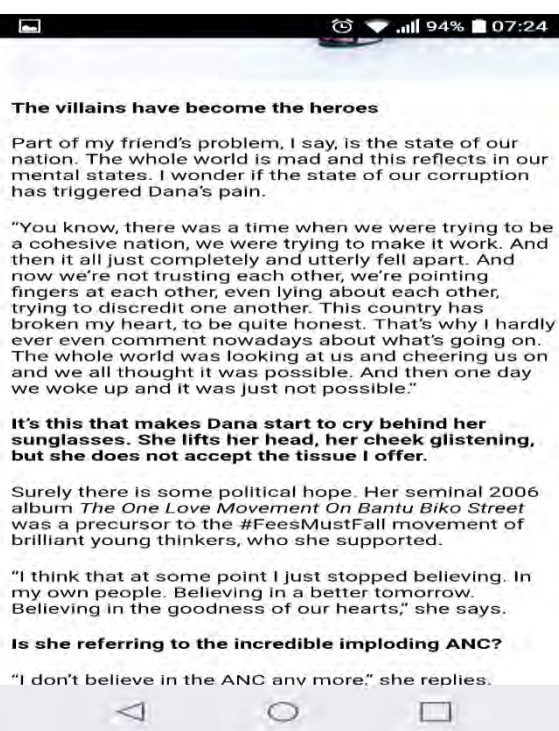 94% 07:24
The villains have become the heroes
Part of my friend's problem, I say, is the state of our
nation. The whole world is mad and this reflects in our
mental states. I wonder if the state of our corruption
has triggered Dana's pain.
"You know, there was a time when we were trying to be
a cohesive nation, we were trying to make it work. And
then it all just completely and utterly fell apart. And
now we're not trusting each other, we're pointing
fingers at each other, even lying about each other,
trying to discredit one another. This country has
broken my heart, to be quite honest. That's why I hardly
ever even comment nowadays about what's going on.
The whole world was looking at us and cheering us on
and we all thought it was possible. And then one day
we woke up and it was just not possible."
It's this that makes Dana start to cry behind her
sunglasses. She lifts her head, her cheek glistening,
but she does not accept the tissue I offer.
Surely there is some political hope. Her seminal 2006
album The One Love Movement On Bantu Biko Street
was a precursor to the #FeesMustFall movement of
brilliant young thinkers, who she supported.
"I think that at some point I just stopped believing. In
my own people. Believing in a better tomorrow.
Believing in the goodness of our hearts," she says.
Is she referring to the incredible imploding ANC?
"I don't believe in the ANC any more," she replies.